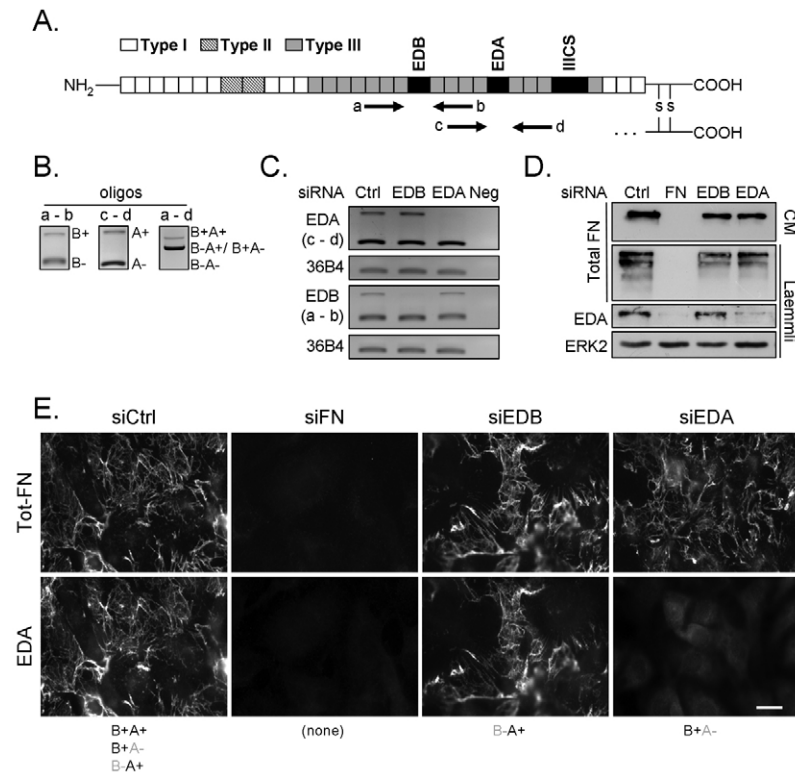 A.
Type I Type II Type III
EDB
EDA
IIICS
NH2
COOH
a
b
s s
c
d
...
COOH
B.
oligos
a - b c - d a - d
B+ A+ B+A+
B-A+/ B+A-
B- A- B-A-
C.
siRNA Ctrl EDB EDA Neg
EDA
(c - d)
36B4
EDB
(a - b)
36B4
D.
siRNA Ctrl FN EDB EDA
Total FN
CM
EDA
ERK2
Laemmli
E.
siCtrl siFN siEDB siEDA
Tot-FN
EDA
B+A+ (none) B-A+ B+A-
B+A-
B-A+